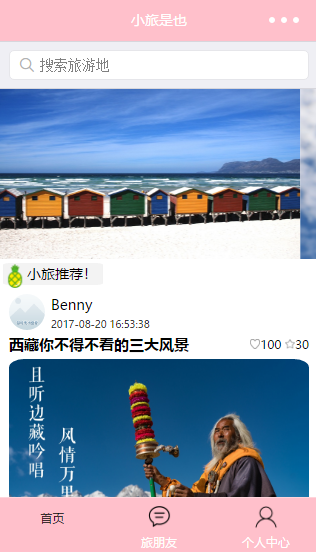 小旅是也
搜索旅游地
小旅推荐！
Benny
2017-08-20 16:53:38
西藏你不得不看的三大风景
♡100 ☆30
且听边藏吟唱
风情万里
首页
旅朋友
个人中心